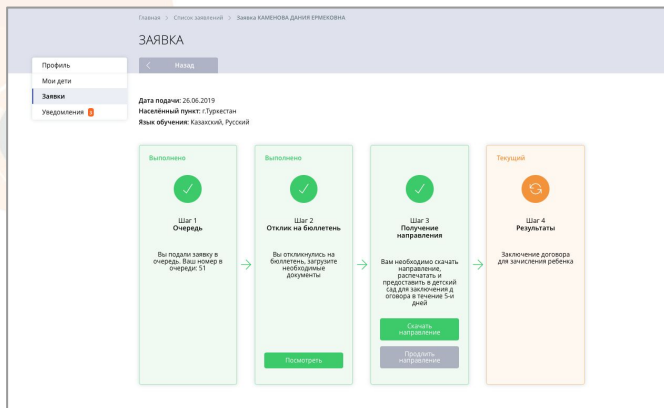 Главная > Список заявлений > Заявка КАМЕНОВА ДАНИЯ ЕРМЕКОВНА
ЗАЯВКА
Профиль
Мои дети
Заявки
Уведомления
< Назад
Дата подачи: 26.06.2019
Населённый пункт: г.Туркестан
Язык обучения: Казахский, Русский
Выполнено
Шаг 1
Очередь
Вы подали заявку в
очередь. Ваш номер в
очереди: 51
Выполнено
Шаг 2
Отклик на бюллетень
Вы откликнулись на
бюллетень, загрузите
необходимые
документы
Посмотреть
Шаг 3
Получение
направления
Вам необходимо скачать
направление,
распечатать и
предоставить в детский
сад для заключения д
оговора в течение 5-и
дней
Скачать
направление
Продлить
направление
Текущий
Шаг 4
Результаты
Заключение договора
для зачисления ребенка